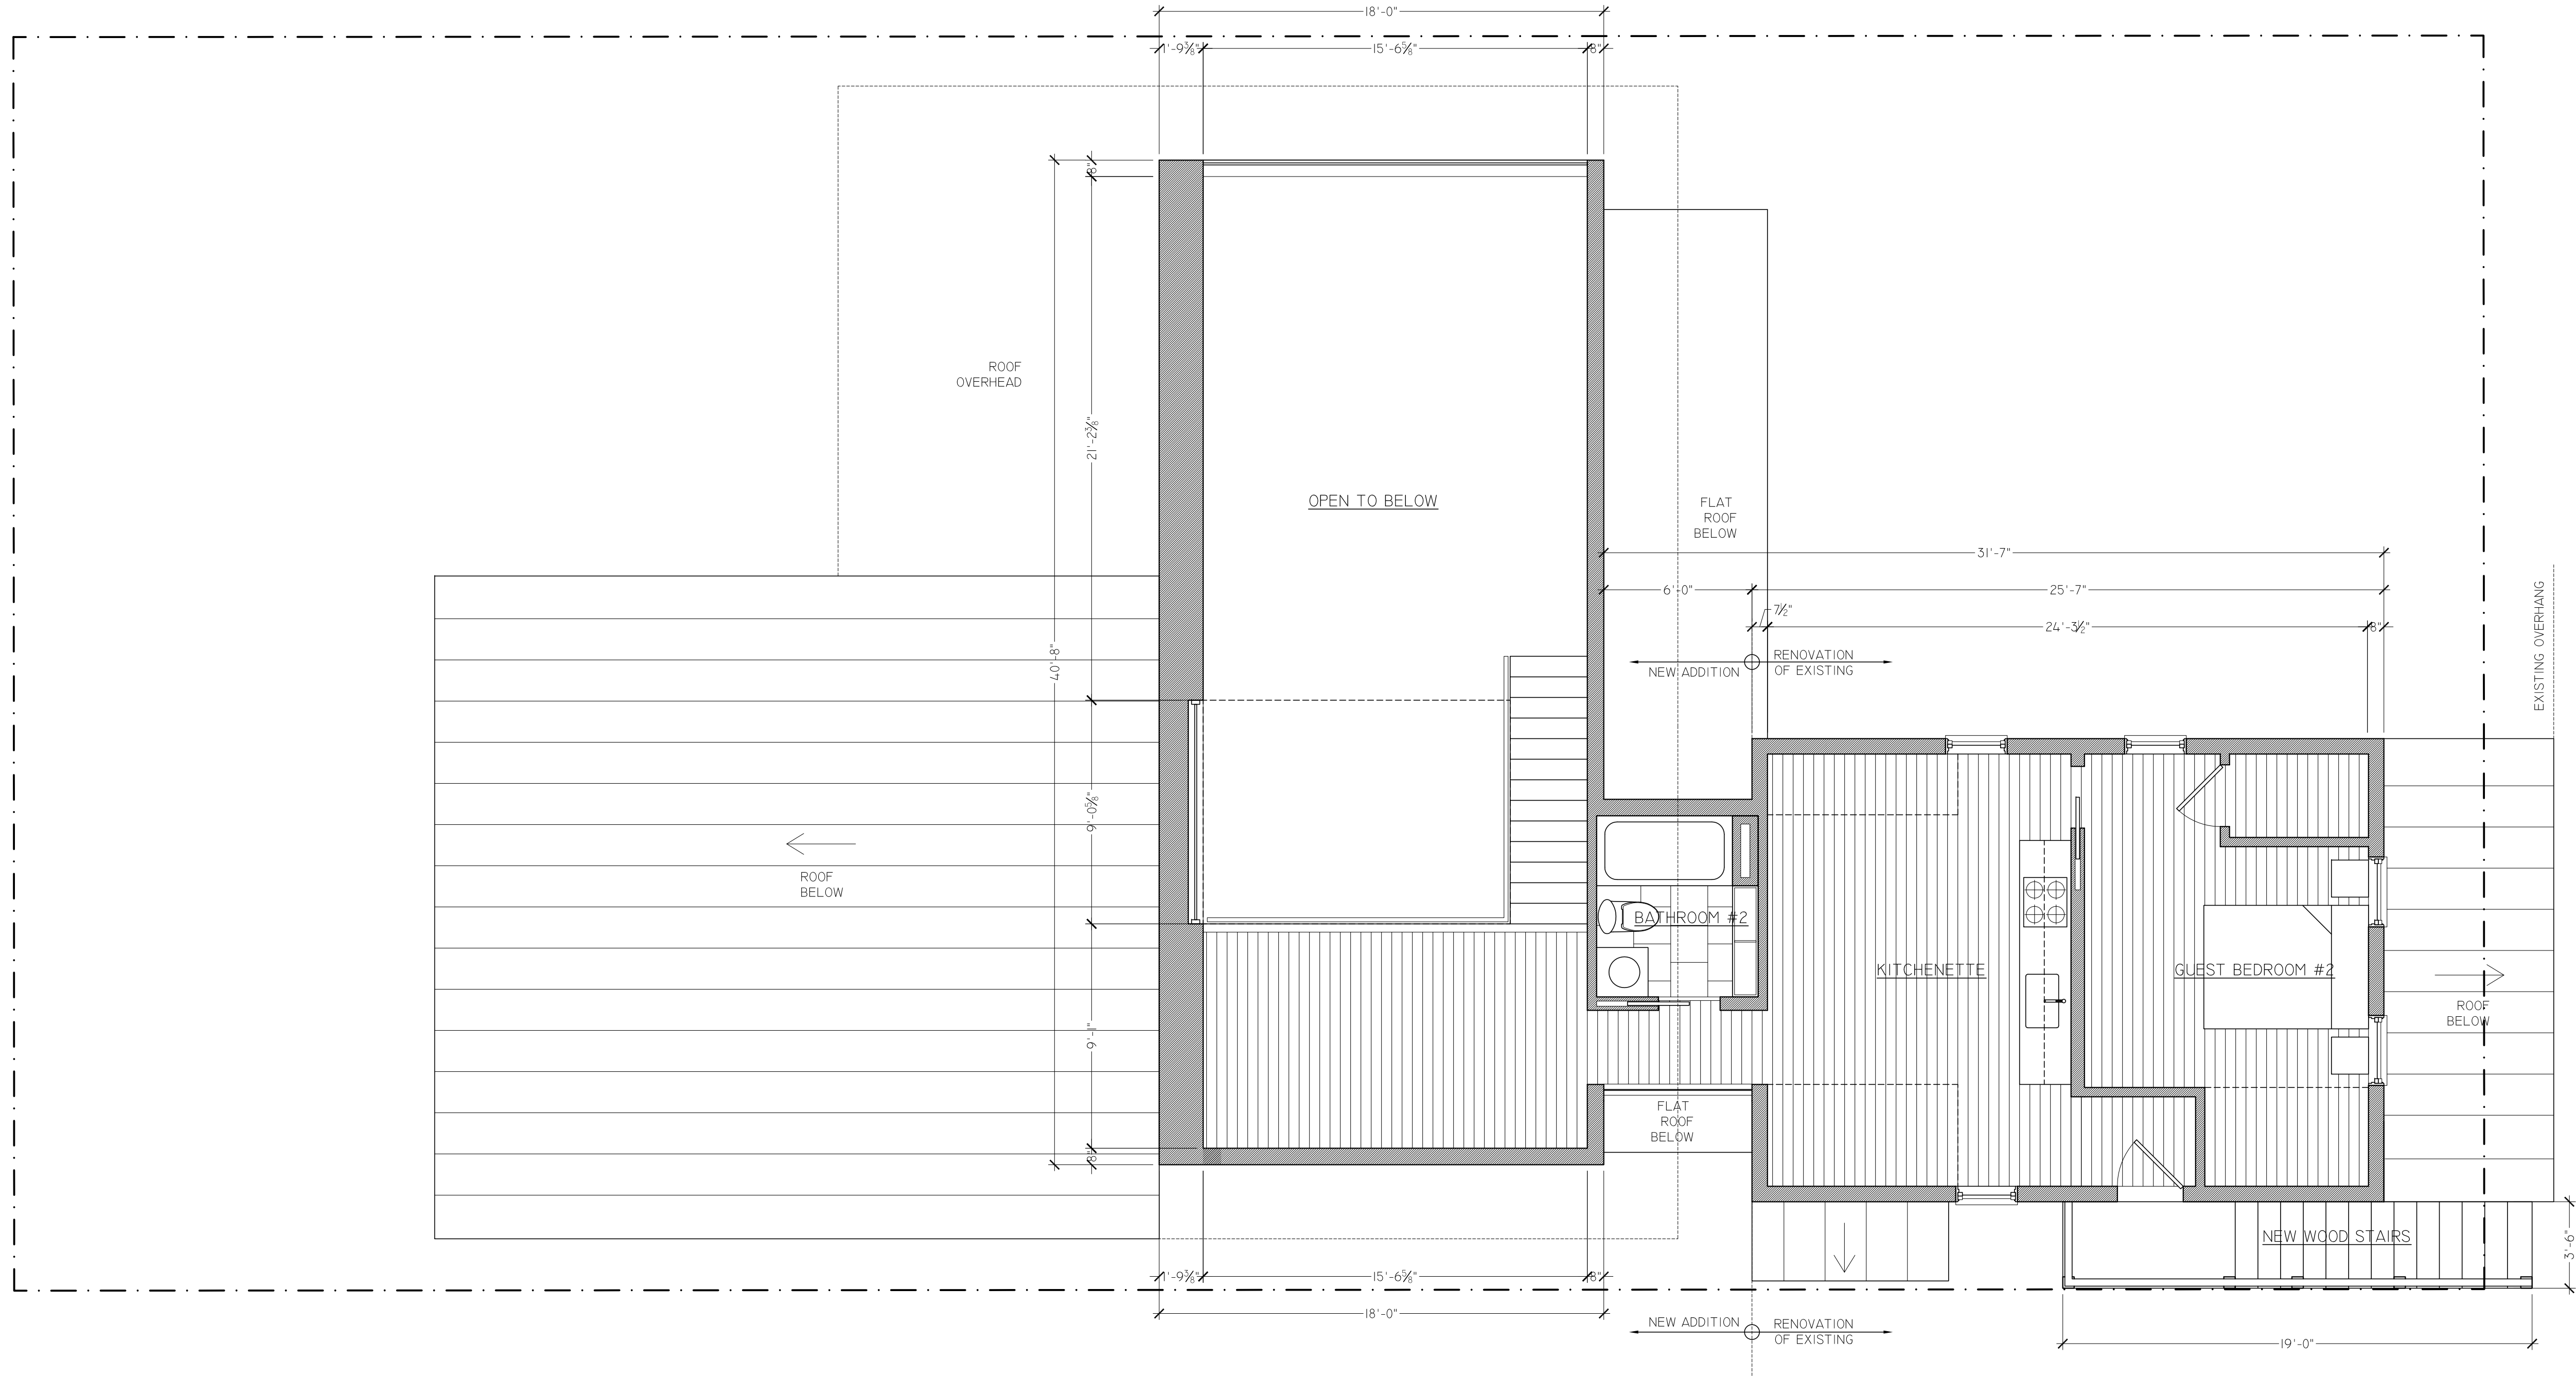 18'-0"
1'-9⅜"
15'-6⅝"
8"
8"
ROOF
OVERHEAD
21'-2⅜"
OPEN TO BELOW
FLAT
ROOF
BELOW
31'-7"
6'-0"
25'-7"
7½"
24'-3½"
8"
EXISTING OVERHANG
40'-8"
NEW ADDITION
RENOVATION
OF EXISTING
9'-0⅝"
ROOF
BELOW
BATHROOM #2
KITCHENETTE
GUEST BEDROOM #2
ROOF
BELOW
9'-1"
FLAT
ROOF
BELOW
8"
NEW WOOD STAIRS
3'-6"
1'-9⅜"
15'-6⅝"
8"
18'-0"
NEW ADDITION
RENOVATION
OF EXISTING
19'-0"